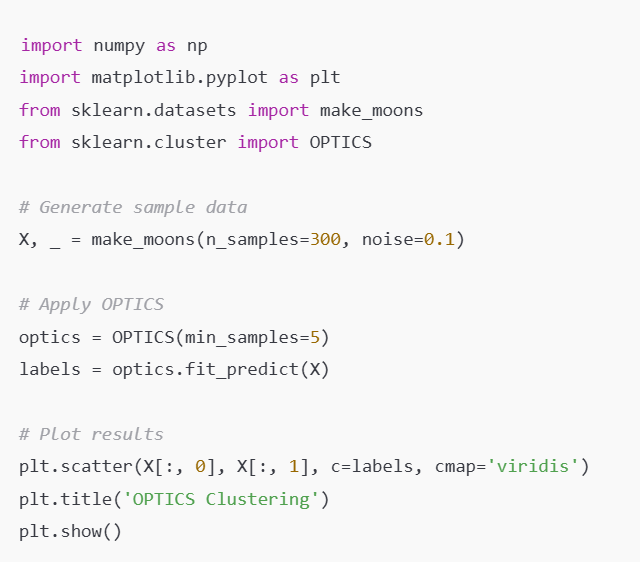 import numpy as np
import matplotlib.pyplot as plt
from sklearn.datasets import make_moons
from sklearn.cluster import OPTICS
# Generate sample data
X, _ = make_moons(n_samples=300, noise=0.1)
# Apply OPTICS
optics = OPTICS(min_samples=5)
labels = optics.fit_predict(X)
# Plot results
plt.scatter(X[:, 0], X[:, 1], c=labels, cmap='viridis')
plt.title('OPTICS Clustering')
plt.show()